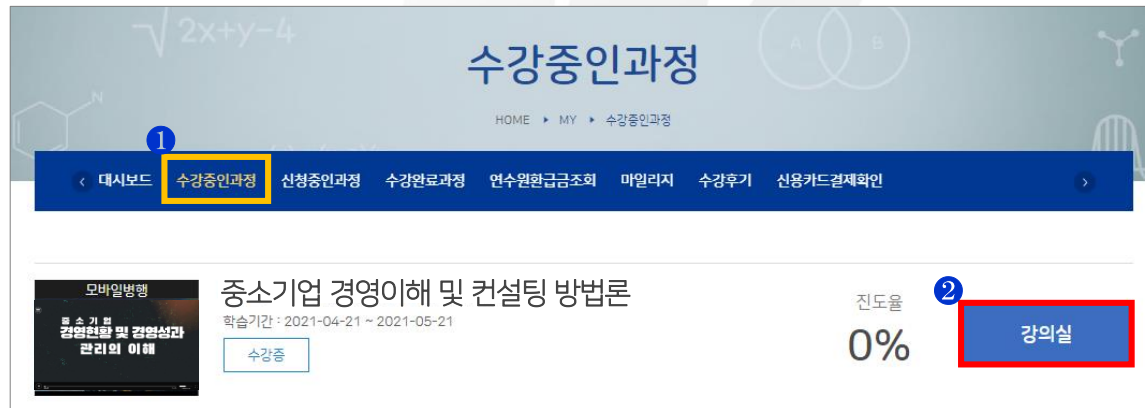 √2x+y-4
A B
N
수강중인과정
HOME ▸ MY ▸ 수강중인과정
1
‹ 대시보드 수강중인과정 신청중인과정 수강완료과정 연수원환급금조회 마일리지 수강후기 신용카드결제확인 ›
모바일병행
중소기업
경영현황 및 경영성과
관리의 이해
중소기업 경영이해 및 컨설팅 방법론
학습기간 : 2021-04-21 ~ 2021-05-21
수강증
진도율
0%
2
강의실